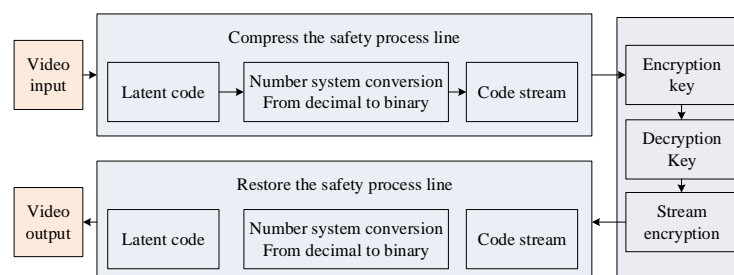 Compress the safety process line
Video
input
Latent code
Number system conversion
From decimal to binary
Code stream
Encryption
key
Decryption
Key
Stream
encryption
Restore the safety process line
Video
output
Latent code
Number system conversion
From decimal to binary
Code stream